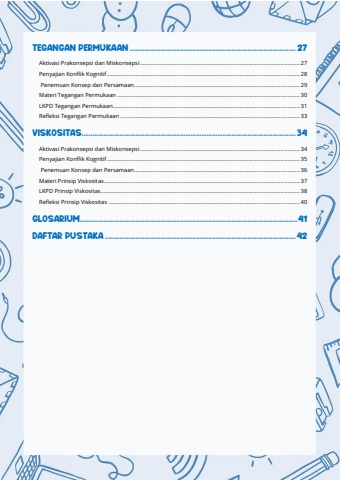 TEGANGAN PERMUKAAN 27
Aktivasi Prakonsepsi dan Miskonsepsi 27
Penyajian Konflik Kognitif 28
Penemuan Konsep dan Persamaan 29
Materi Tegangan Permukaan 30
LKPD Tegangan Permukaan 31
Refleksi Tegangan Permukaan 33
VISKOSITAS 34
Aktivasi Prakonsepsi dan Miskonsepsi 34
Penyajian Konflik Kognitif 35
Penemuan Konsep dan Persamaan 36
Materi Prinsip Viskositas 37
LKPD Prinsip Viskositas 38
Refleksi Prinsip Viskositas 40
GLOSARIUM 41
DAFTAR PUSTAKA 42